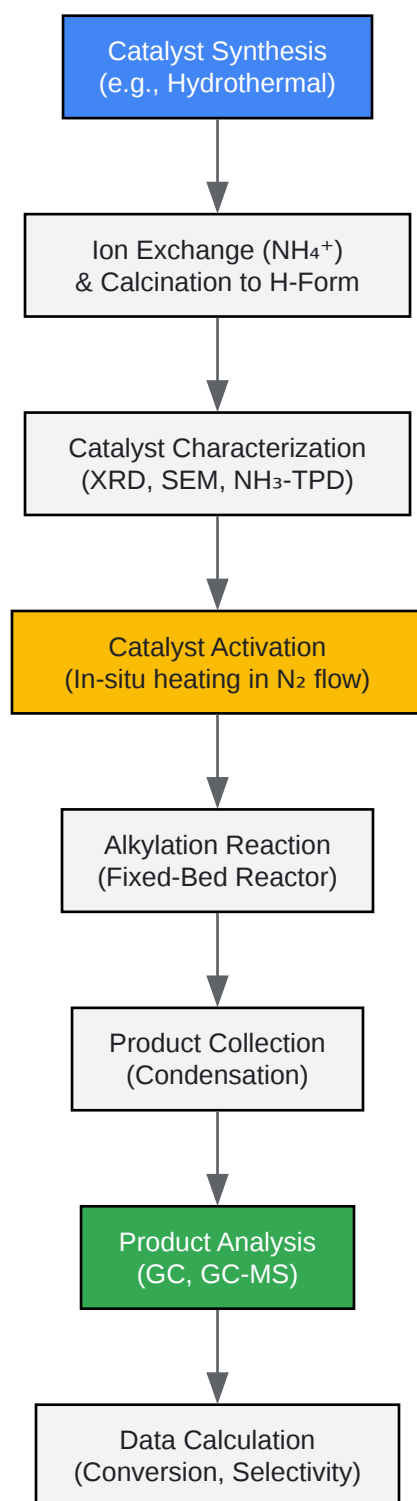 Catalyst Synthesis
(e.g., Hydrothermal)
Ion Exchange (NH₄⁺)
& Calcination to H-Form
Catalyst Characterization
(XRD, SEM, NH₃-TPD)
Catalyst Activation
(In-situ heating in N₂ flow)
Alkylation Reaction
(Fixed-Bed Reactor)
Product Collection
(Condensation)
Product Analysis
(GC, GC-MS)
Data Calculation
(Conversion, Selectivity)